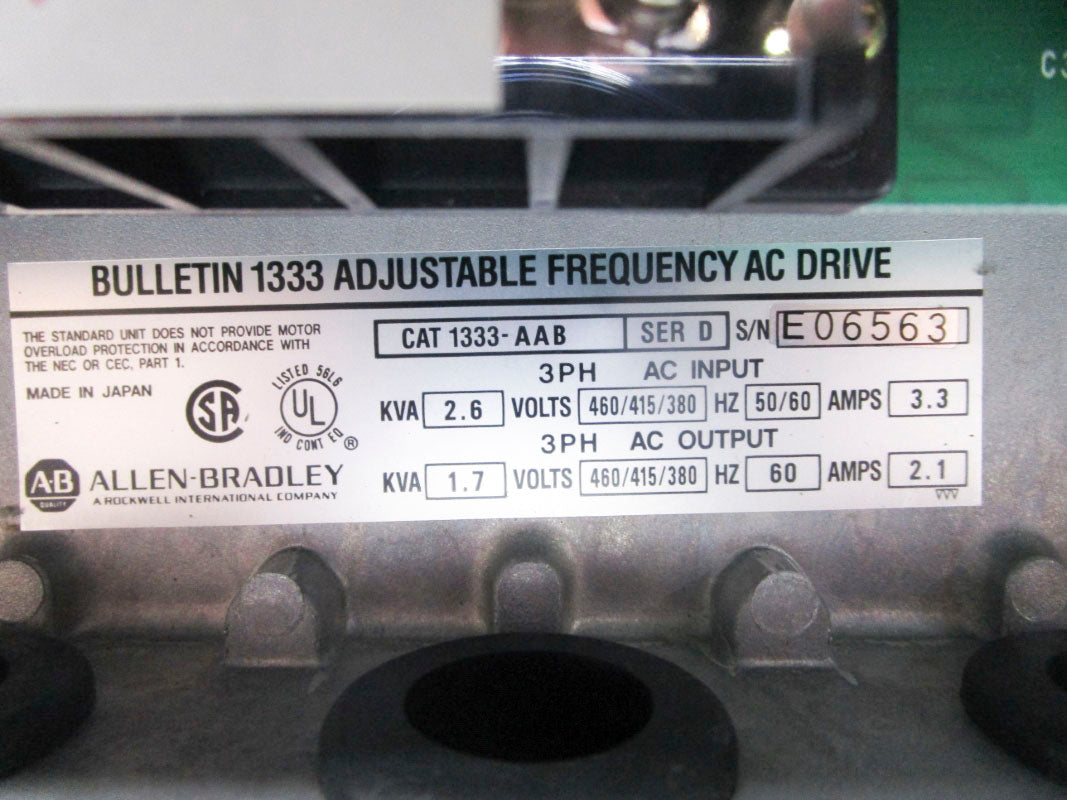 C3
BULLETIN 1333 ADJUSTABLE FREQUENCY AC DRIVE
THE STANDARD UNIT DOES NOT PROVIDE MOTOR
OVERLOAD PROTECTION IN ACCORDANCE WITH
THE NEC OR CEC, PART 1.
MADE IN JAPAN
SA
LISTED 56L6
UL
IND CONT EQ
®
A-B
QUALITY
ALLEN-BRADLEY
A ROCKWELL INTERNATIONAL COMPANY
CAT 1333-AAB SER D S/N E06563
3PH AC INPUT
KVA 2.6 VOLTS 460/415/380 HZ 50/60 AMPS 3.3
3PH AC OUTPUT
KVA 1.7 VOLTS 460/415/380 HZ 60 AMPS 2.1